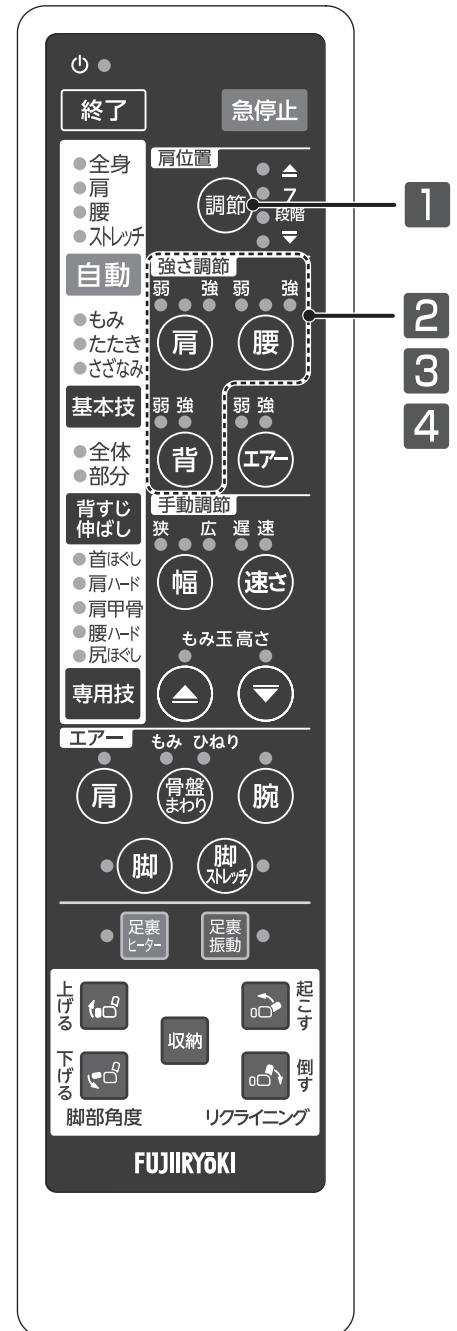 終了 急停止
肩位置
全身
肩
腰
ストレッチ
自動
調節
7
段階
1
強さ調節
弱 強 弱 強
肩 腰
2
3
4
もみ
たたき
さざなみ
基本技
弱 強 弱 強
背 エアー
全体
部分
背すじ
伸ばし
手動調節
狭 広 遅 速
幅 速さ
首ほぐし
肩ハード
肩甲骨
腰ハード
尻ほぐし
専用技
もみ玉高さ
エアー
もみ ひねり
肩
骨盤
まわり
腕
脚
脚
ストレッチ
足裏
ヒーター
足裏
振動
上げる
起こす
収納
下げる
倒す
脚部角度 リクライニング
FUJIIRYōKI